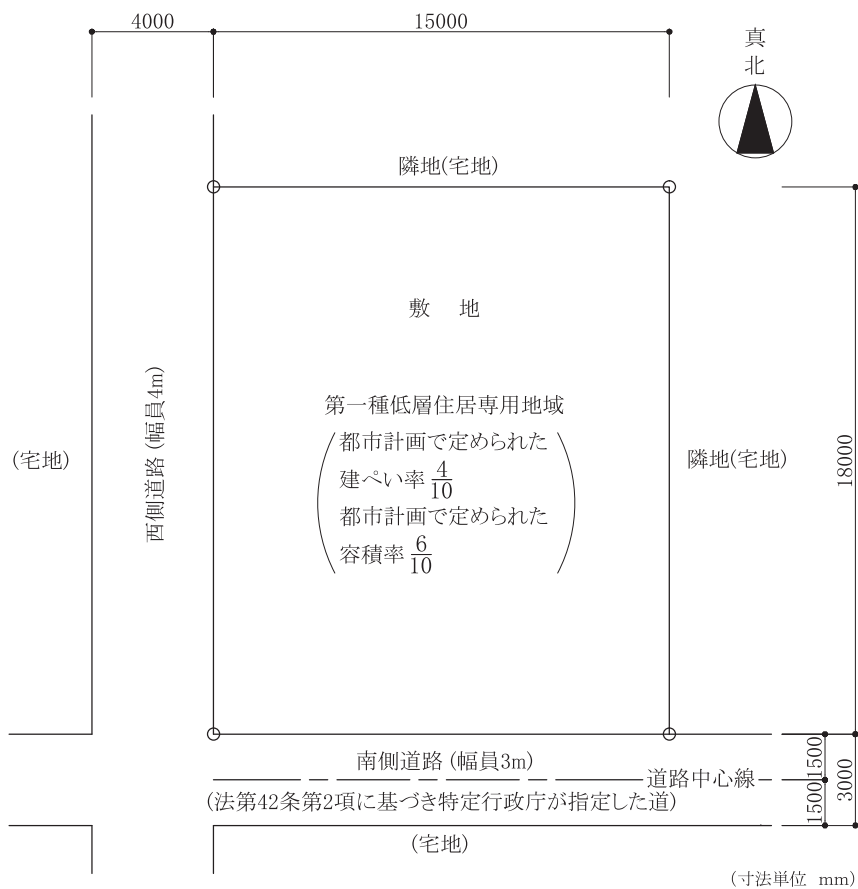 4000
15000
真
北
隣地(宅地)
敷 地
第一種低層住居専用地域
都市計画で定められた
建ぺい率 4/10
都市計画で定められた
容積率 6/10
(宅地)
西側道路 (幅員4m)
隣地(宅地)
18000
南側道路 (幅員3m)
道路中心線
(法第42条第2項に基づき特定行政庁が指定した道)
1500
1500
3000
(宅地)
(寸法単位 mm)